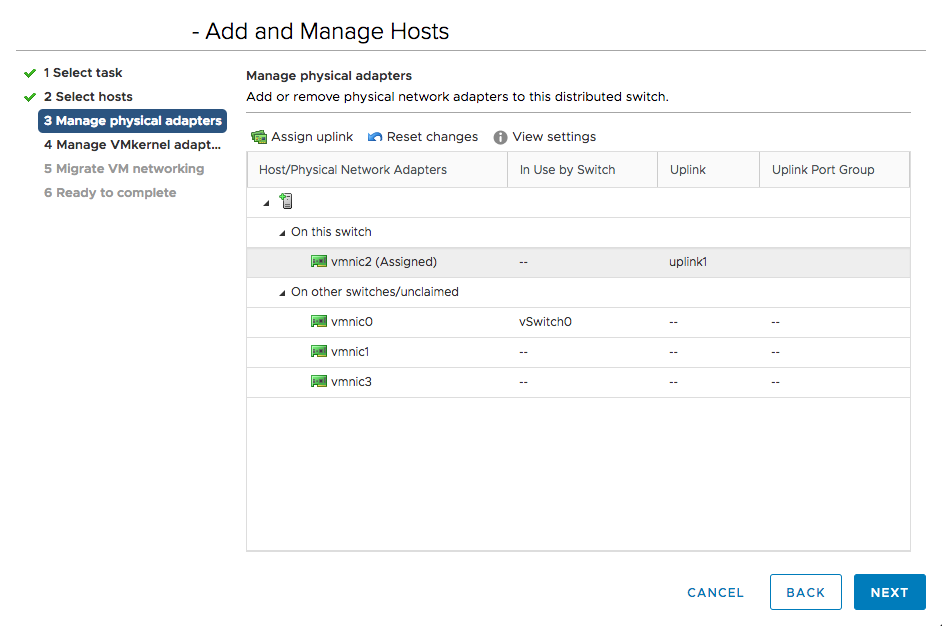 - Add and Manage Hosts
1 Select task
2 Select hosts
3 Manage physical adapters
4 Manage VMkernel adapt...
5 Migrate VM networking
6 Ready to complete
Manage physical adapters
Add or remove physical network adapters to this distributed switch.
Assign uplink Reset changes View settings
Host/Physical Network Adapters In Use by Switch Uplink Uplink Port Group
On this switch
vmnic2 (Assigned) -- uplink1
On other switches/unclaimed
vmnic0 vSwitch0 -- --
vmnic1 -- -- --
vmnic3 -- -- --
CANCEL BACK NEXT